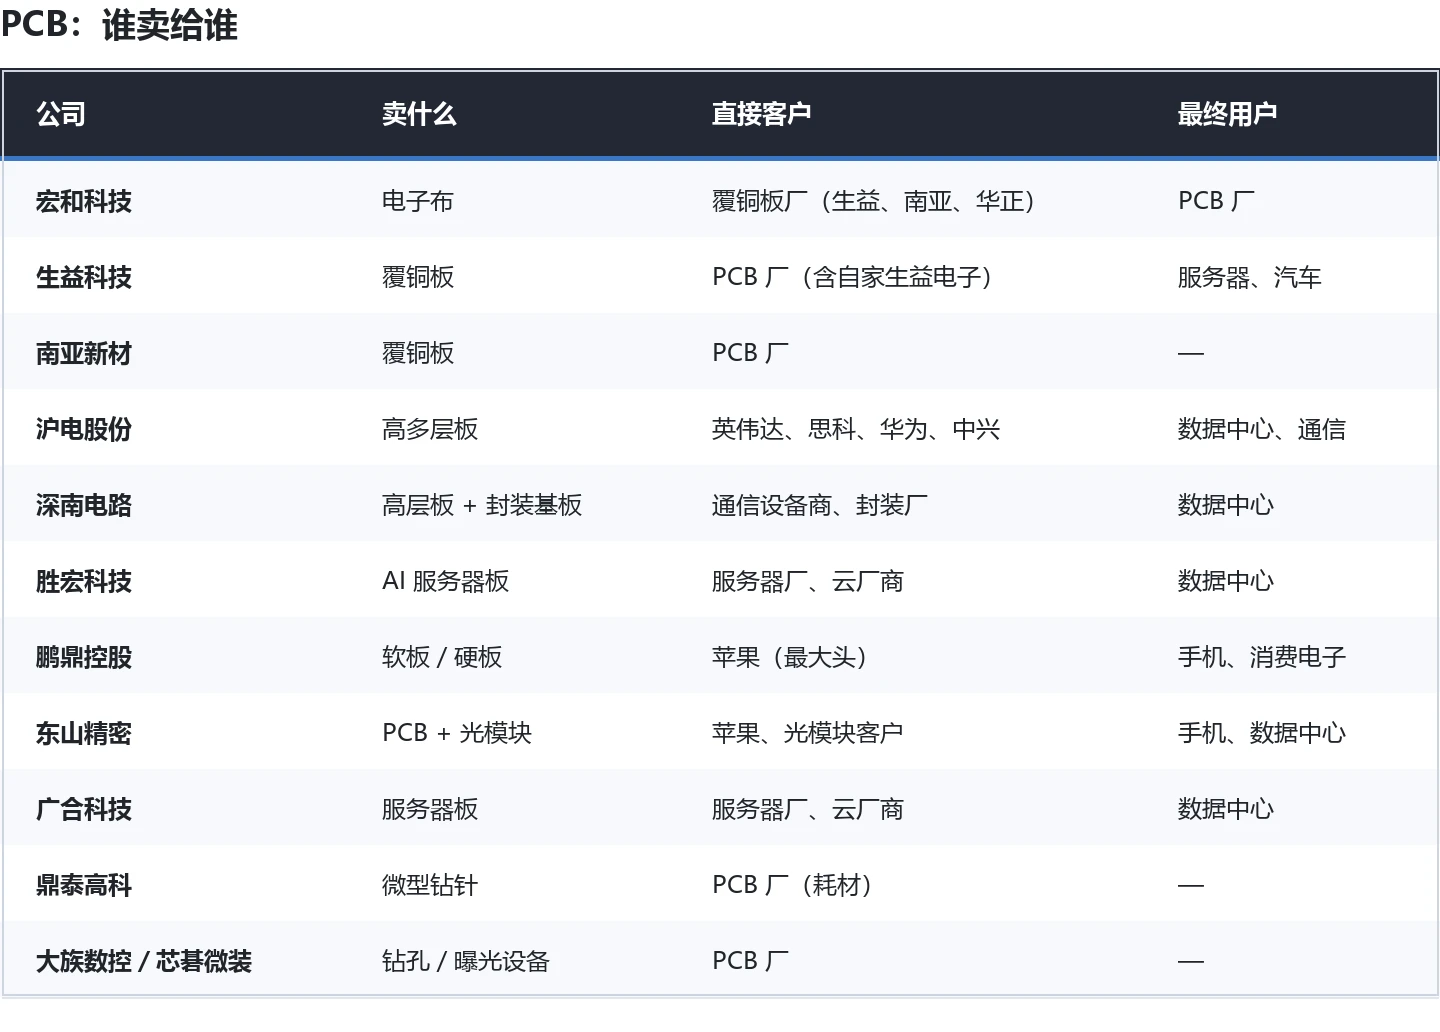 PCB：谁卖给谁
公司 卖什么 直接客户 最终用户
宏和科技 电子布 覆铜板厂（生益、南亚、华正） PCB 厂
生益科技 覆铜板 PCB 厂（含自家生益电子） 服务器、汽车
南亚新材 覆铜板 PCB 厂 —
沪电股份 高多层板 英伟达、思科、华为、中兴 数据中心、通信
深南电路 高层板 + 封装基板 通信设备商、封装厂 数据中心
胜宏科技 AI 服务器板 服务器厂、云厂商 数据中心
鹏鼎控股 软板 / 硬板 苹果（最大头） 手机、消费电子
东山精密 PCB + 光模块 苹果、光模块客户 手机、数据中心
广合科技 服务器板 服务器厂、云厂商 数据中心
鼎泰高科 微型钻针 PCB 厂（耗材） —
大族数控 / 芯碁微装 钻孔 / 曝光设备 PCB 厂 —